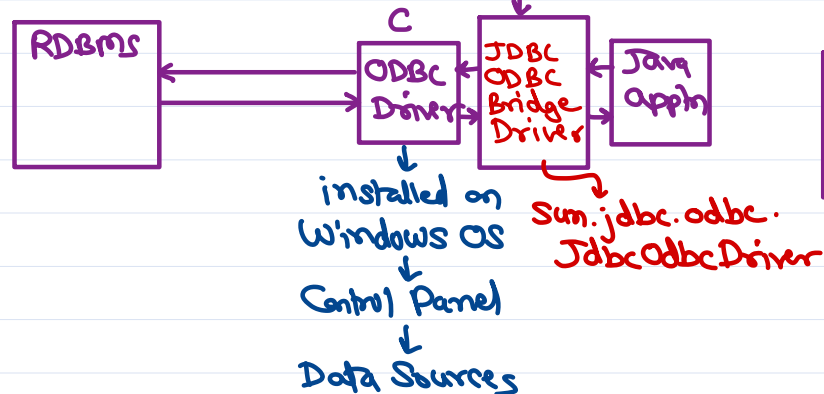 C
RDBMS
ODBC
Driver
JDBC
ODBC
Bridge
Driver
Java
appln
installed on
Windows OS
Control Panel
Data Sources
Sun.jdbc.odbc.
JdbcOdbcDriver